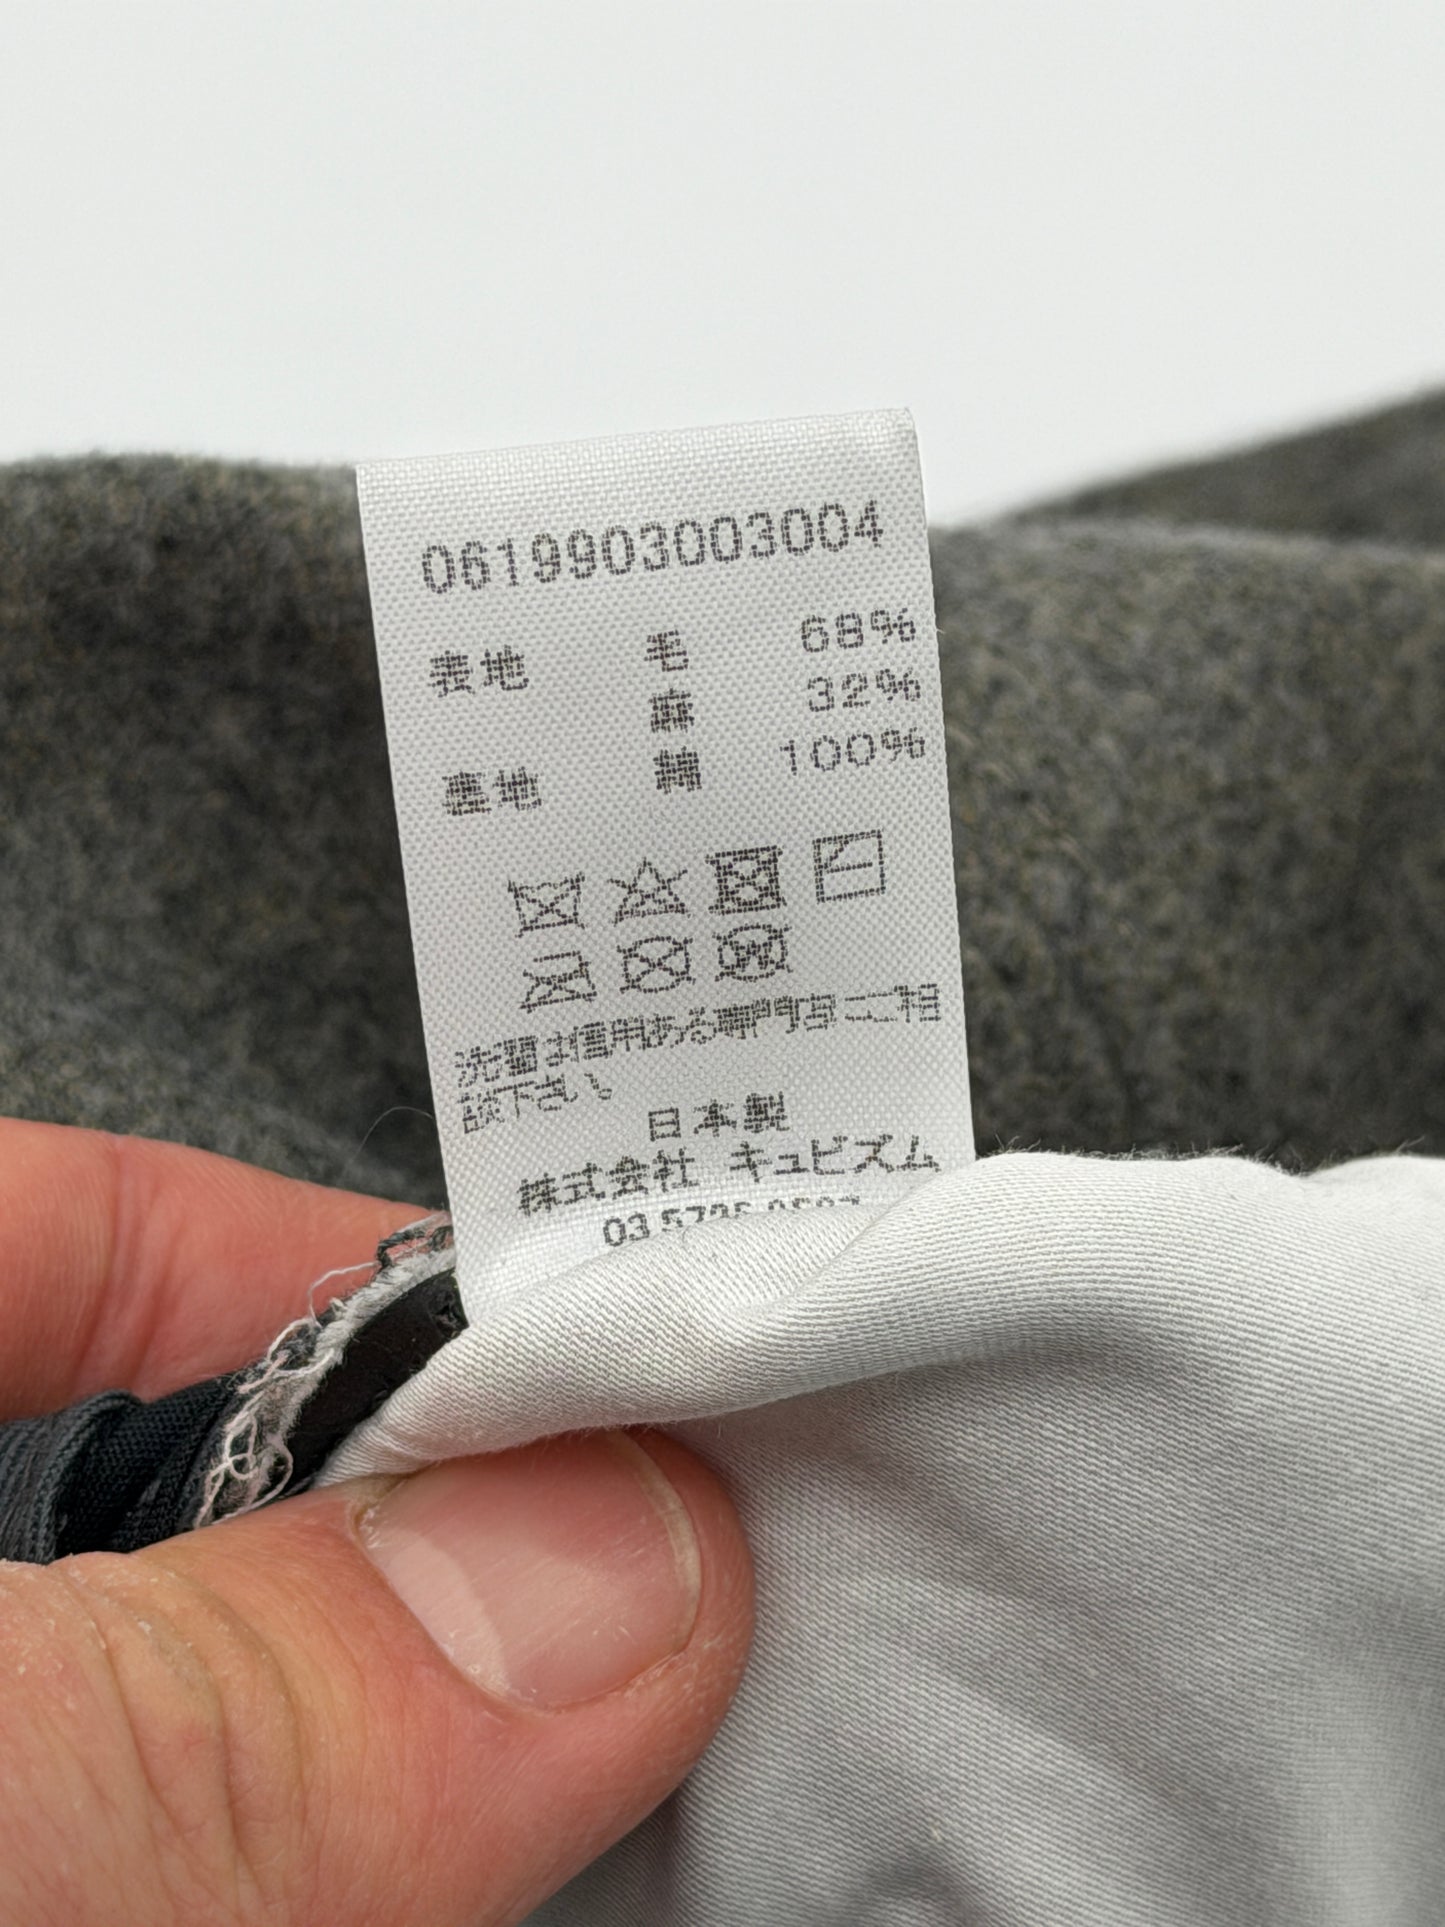 0619903003004
表地 毛 68%
麻 32%
裏地 綿 100%
洗濯は信用ある専門店にご相
談下さい。
日本製
株式会社 キュビズム
03